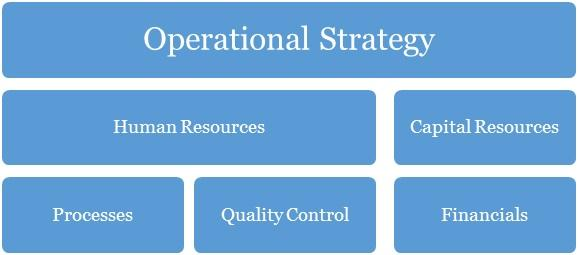 Operational Strategy
Human Resources
Capital Resources
Processes
Quality Control
Financials